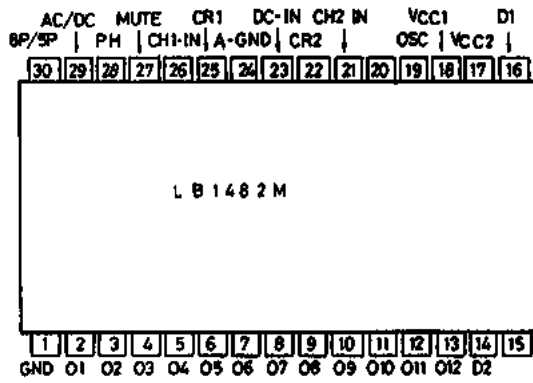 AC/DC MUTE CR1 DC-IN CH2 IN VCC1 D1
8P/5P PH CH1-IN A-GND CR2 OSC VCC2
30 29 28 27 26 25 24 23 22 21 20 19 18 17 16
LB1482M
1 2 3 4 5 6 7 8 9 10 11 12 13 14 15
GND O1 O2 O3 O4 O5 O6 O7 O8 O9 O10 O11 O12 D2